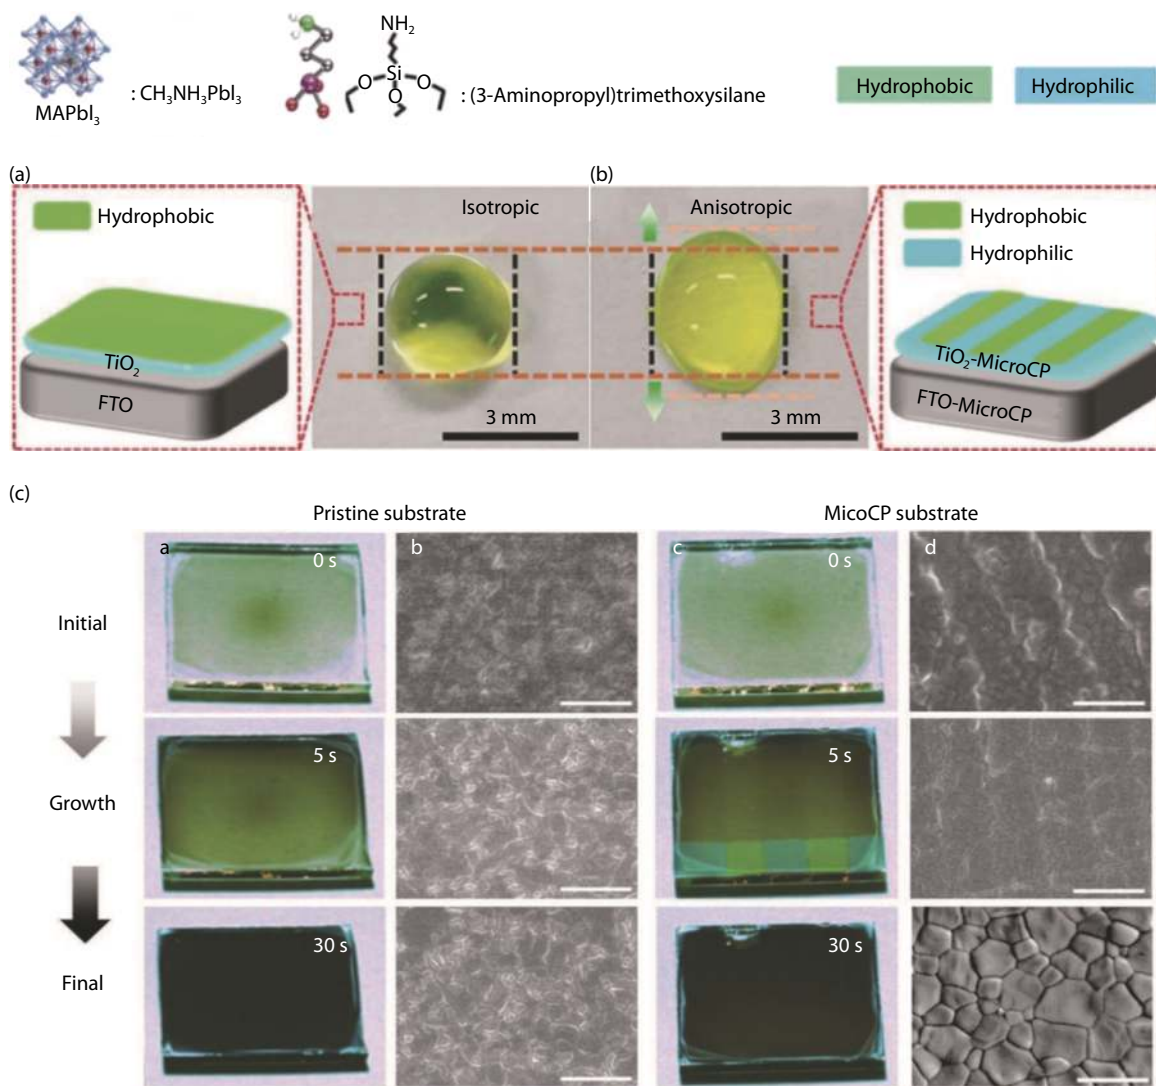 MAPbI₃
: CH₃NH₃PbI₃
NH₂
Si
O O
O
: (3-Aminopropyl)trimethoxysilane
Hydrophobic
Hydrophilic
(a)
Hydrophobic
TiO₂
FTO
Isotropic
3 mm
(b)
Anisotropic
3 mm
Hydrophobic
Hydrophilic
TiO₂-MicroCP
FTO-MicroCP
(c)
Pristine substrate
MicoCP substrate
a
0 s
b
c
0 s
d
Initial
5 s
5 s
Growth
30 s
30 s
Final